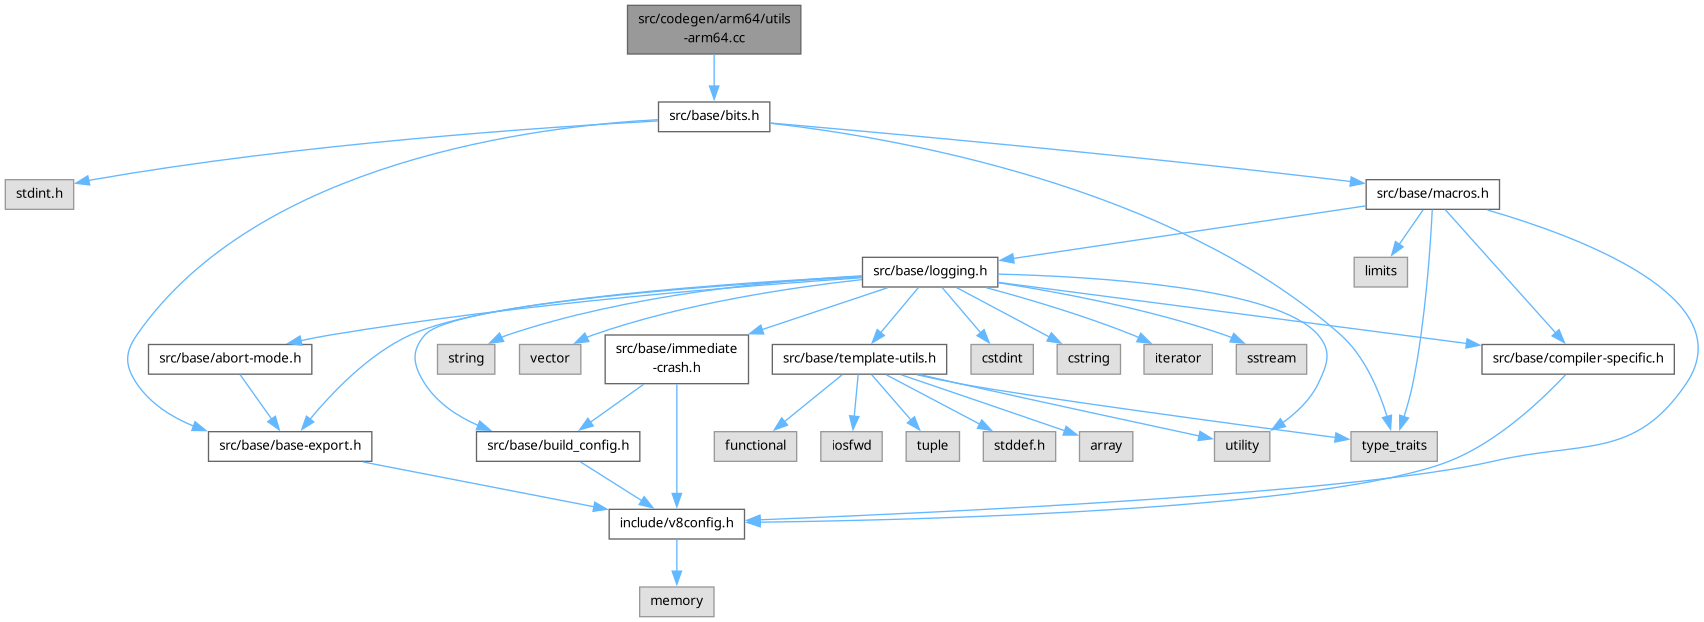 src/codegen/arm64/utils
-arm64.cc
src/base/bits.h
stdint.h
src/base/macros.h
src/base/logging.h
limits
src/base/abort-mode.h
string
vector
src/base/immediate
-crash.h
src/base/template-utils.h
cstdint
cstring
iterator
sstream
src/base/compiler-specific.h
src/base/base-export.h
src/base/build_config.h
functional
iosfwd
tuple
stddef.h
array
utility
type_traits
include/v8config.h
memory